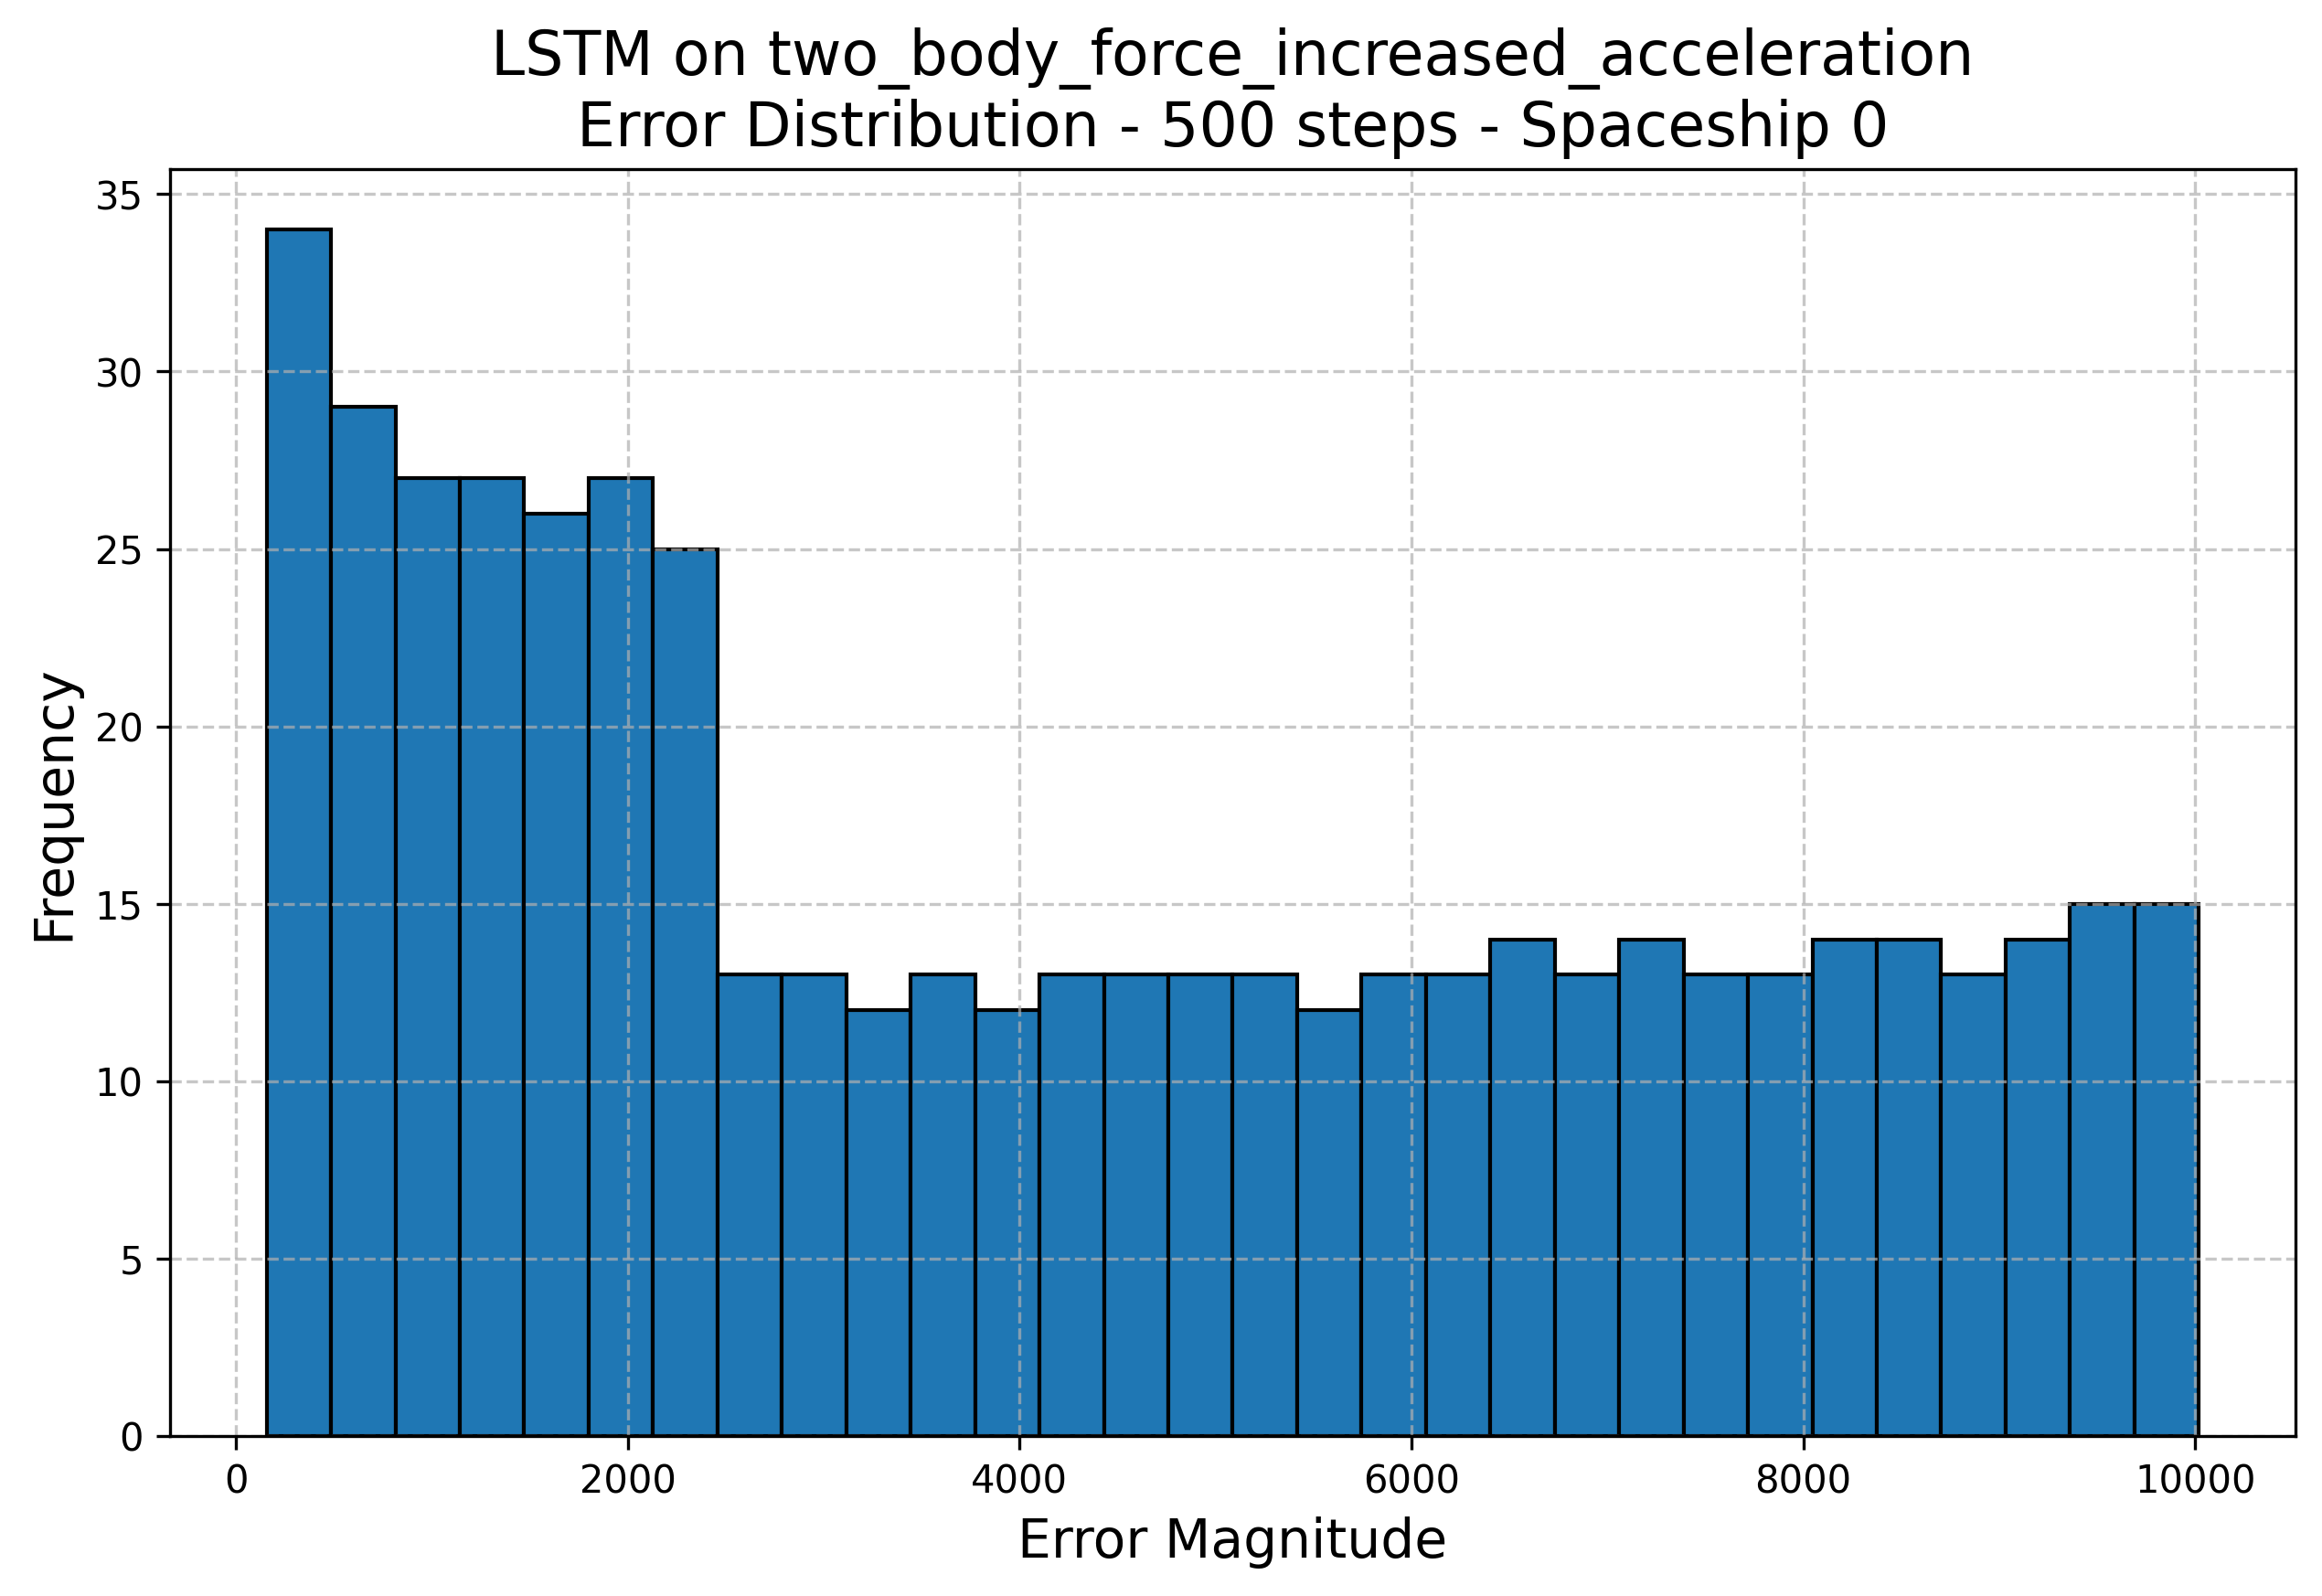 LSTM on two_body_force_increased_acceleration
Error Distribution - 500 steps - Spaceship 0
35
30
25
20
15
10
5
0
Frequency
0 2000 4000 6000 8000 10000
Error Magnitude